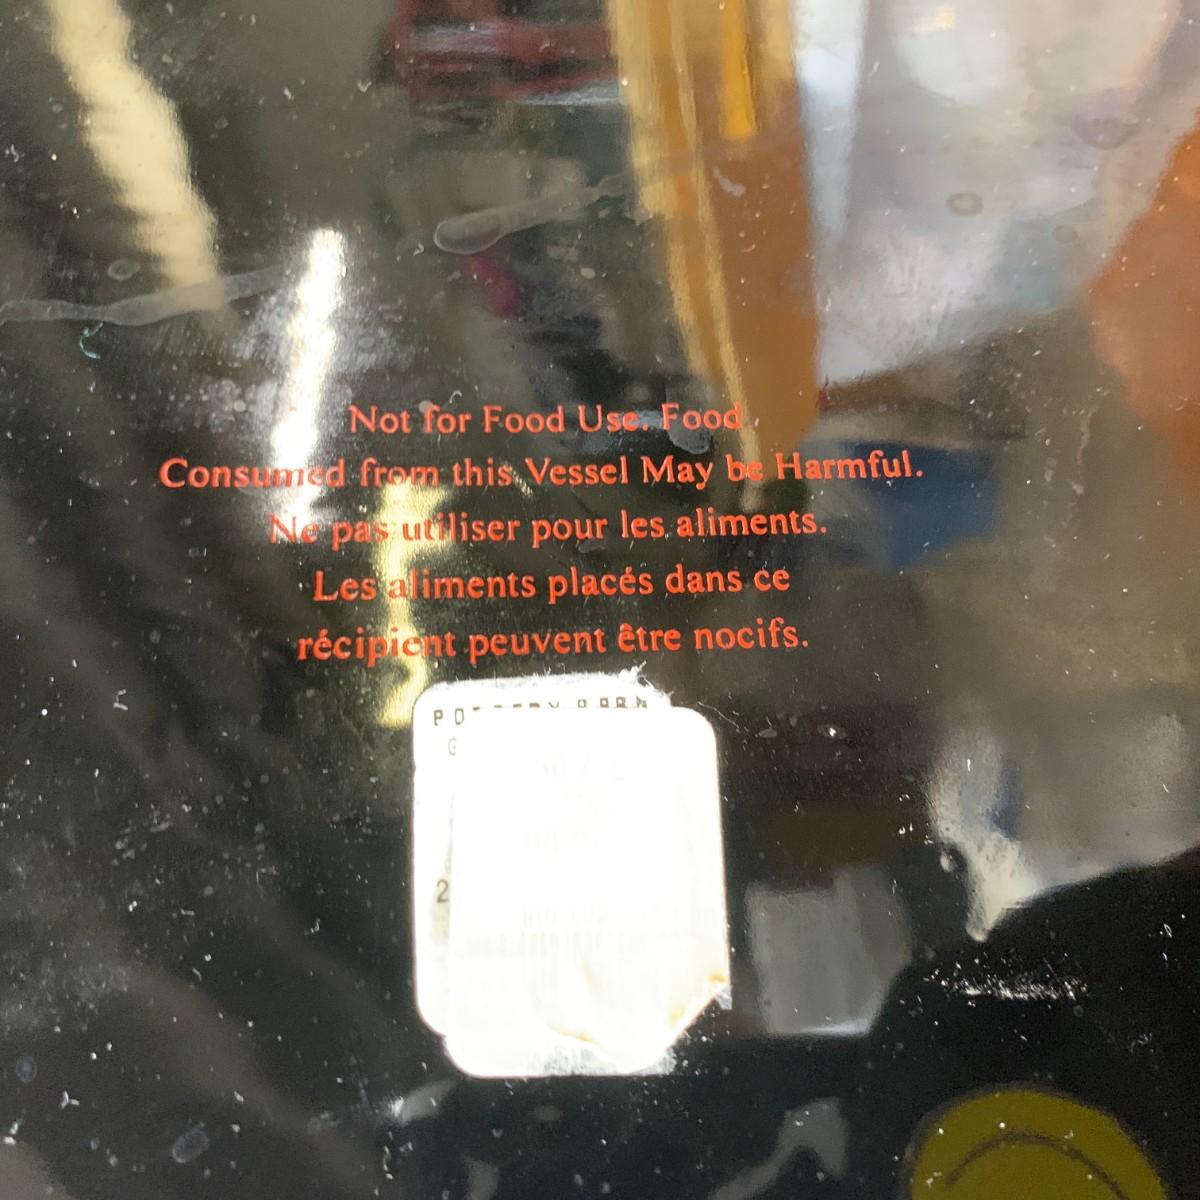 Not for Food Use. Food
Consumed from this Vessel May be Harmful.
Ne pas utiliser pour les aliments.
Les aliments placés dans ce
récipient peuvent être nocifs.